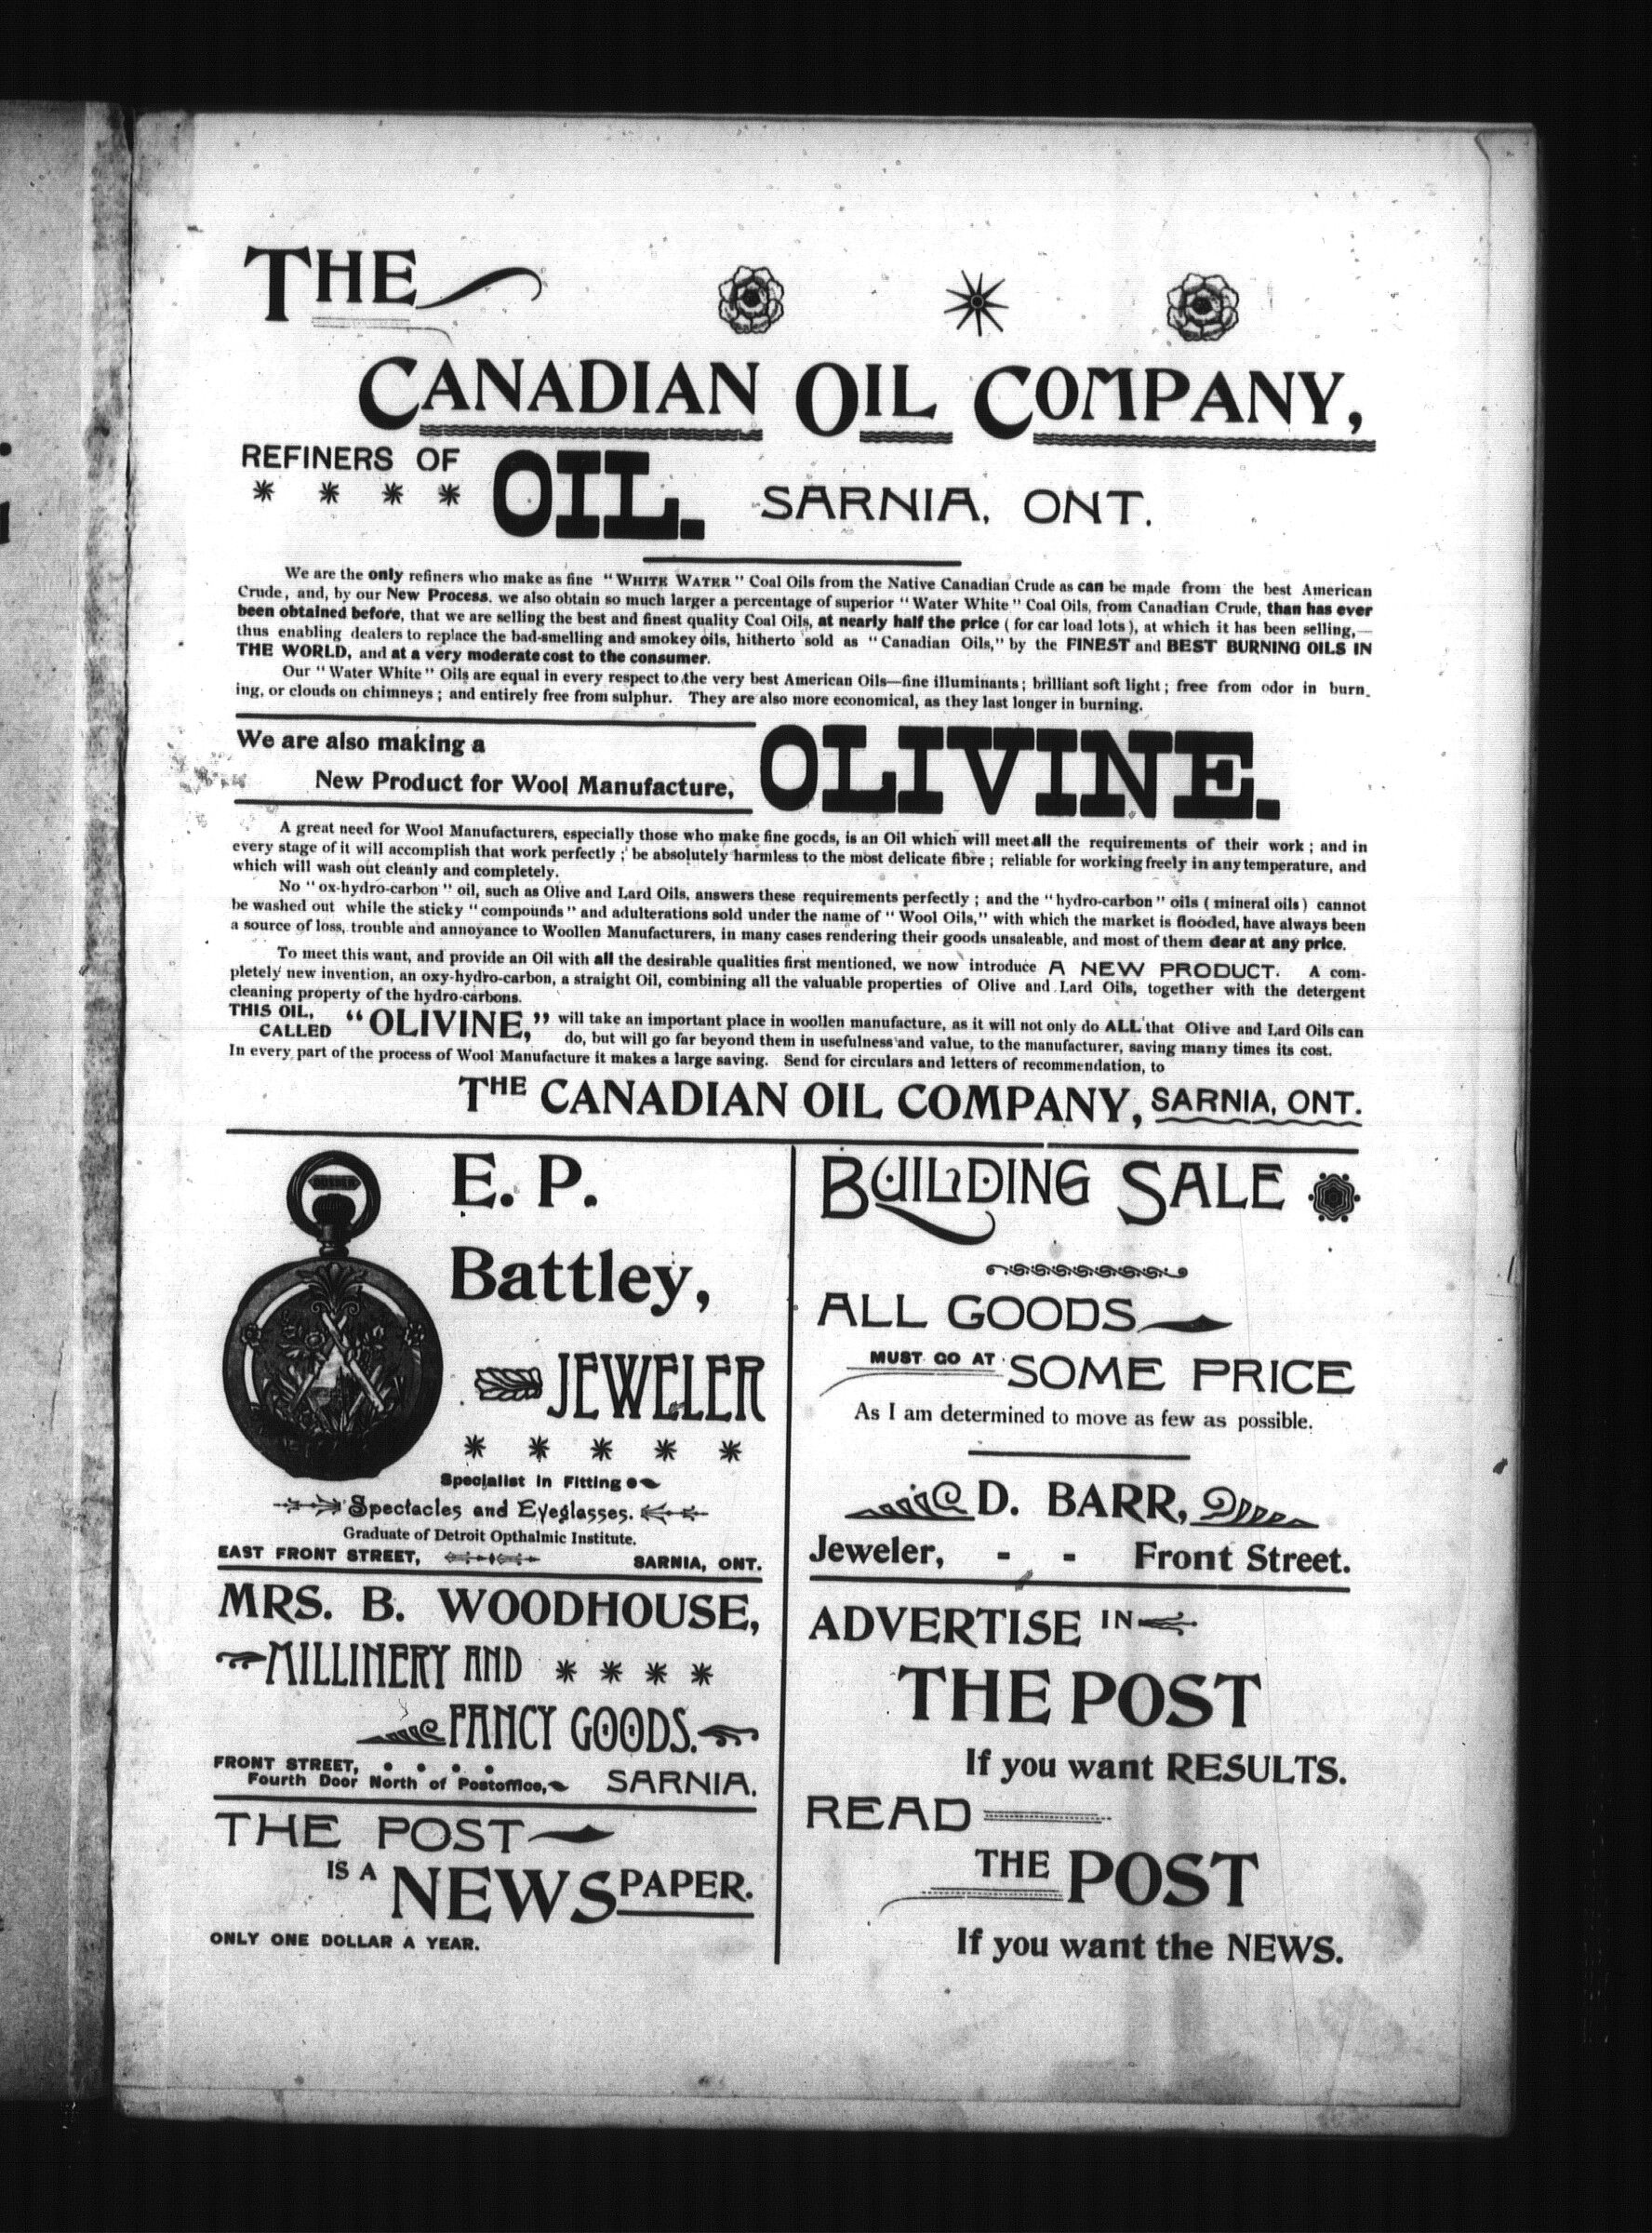 THE
CANADIAN OIL COMPANY,
REFINERS OF OIL. SARNIA, ONT.
We are the only refiners who make as fine "WHITE WATER" Coal Oils from the Native Canadian Crude as can be made from the best American
Crude, and, by our New Process, we also obtain so much larger a percentage of superior "Water White" Coal Oils, from Canadian Crude, than has ever
been obtained before, that we are selling the best and finest quality Coal Oils, at nearly half the price (for car load lots), at which it has been selling,—
thus enabling dealers to replace the bad-smelling and smokey oils, hitherto sold as "Canadian Oils," by the FINEST and BEST BURNING OILS IN
THE WORLD, and at a very moderate cost to the consumer.
Our "Water White" Oils are equal in every respect to the very best American Oils—fine illuminants; brilliant soft light; free from odor in burn.
ing, or clouds on chimneys; and entirely free from sulphur. They are also more economical, as they last longer in burning.
We are also making a
New Product for Wool Manufacture, OLIVINE.
A great need for Wool Manufacturers, especially those who make fine goods, is an Oil which will meet all the requirements of their work; and in
every stage of it will accomplish that work perfectly; be absolutely harmless to the most delicate fibre; reliable for working freely in any temperature, and
which will wash out cleanly and completely.
No "ox-hydro-carbon" oil, such as Olive and Lard Oils, answers these requirements perfectly; and the "hydro-carbon" oils (mineral oils) cannot
be washed out while the sticky "compounds" and adulterations sold under the name of "Wool Oils," with which the market is flooded, have always been
a source of loss, trouble and annoyance to Woollen Manufacturers, in many cases rendering their goods unsaleable, and most of them dear at any price.
To meet this want, and provide an Oil with all the desirable qualities first mentioned, we now introduce A NEW PRODUCT. A com-
pletely new invention, an oxy-hydro-carbon, a straight Oil, combining all the valuable properties of Olive and Lard Oils, together with the detergent
cleaning property of the hydro-carbons.
THIS OIL, CALLED "OLIVINE," will take an important place in woollen manufacture, as it will not only do ALL that Olive and Lard Oils can
do, but will go far beyond them in usefulness and value, to the manufacturer, saving many times its cost.
In every part of the process of Wool Manufacture it makes a large saving. Send for circulars and letters of recommendation, to
THE CANADIAN OIL COMPANY, SARNIA, ONT.
E. P.
Battley,
JEWELER
Specialist in Fitting
Spectacles and Eyeglasses.
Graduate of Detroit Opthalmic Institute.
EAST FRONT STREET, SARNIA, ONT.
MRS. B. WOODHOUSE,
MILLINERY AND
FANCY GOODS.
FRONT STREET,
Fourth Door North of Postoffice, SARNIA.
THE POST
IS A NEWSPAPER.
ONLY ONE DOLLAR A YEAR.
BUILDING SALE
ALL GOODS
MUST GO AT SOME PRICE
As I am determined to move as few as possible.
D. BARR,
Jeweler, - - Front Street.
ADVERTISE IN
THE POST
If you want RESULTS.
READ
THE POST
If you want the NEWS.